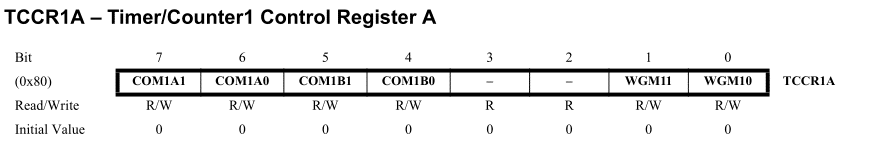 TCCR1A – Timer/Counter1 Control Register A
Bit 7 6 5 4 3 2 1 0
(0x80) COM1A1 COM1A0 COM1B1 COM1B0 – – WGM11 WGM10 TCCR1A
Read/Write R/W R/W R/W R/W R R R/W R/W
Initial Value 0 0 0 0 0 0 0 0